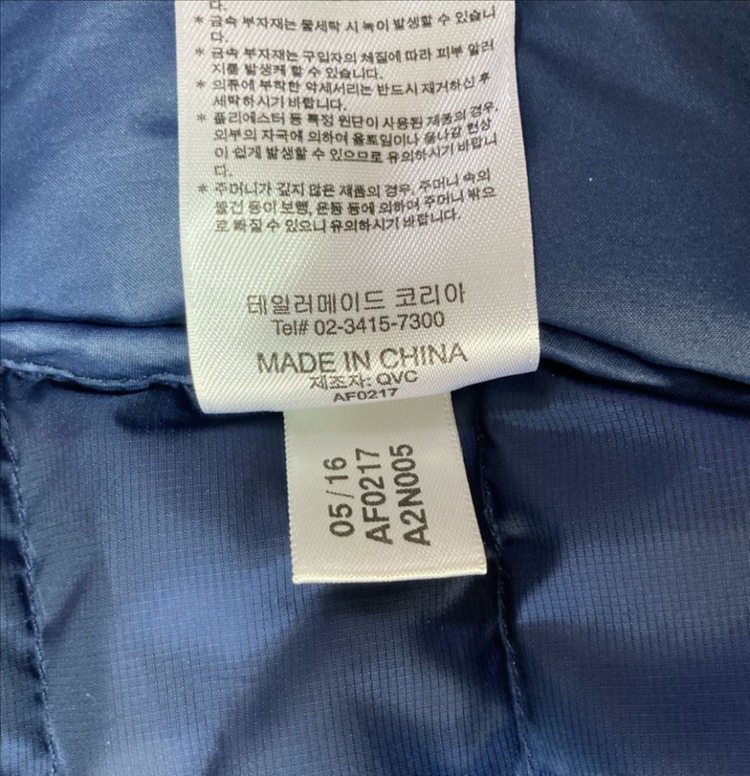 다.
* 금속 부자재는 물세탁 시 녹이 발생할 수 있습니
다.
* 금속 부자재는 구입자의 체질에 따라 피부 알러
지를 발생케 할 수 있습니다.
* 의류에 부착한 악세서리는 반드시 제거하신 후
세탁하시기 바랍니다.
* 폴리에스터 등 특정 원단이 사용된 제품의 경우,
외부의 자극에 의하여 올트임이나 올나감 현상
이 쉽게 발생할 수 있으므로 유의하시기 바랍니
다.
* 주머니가 깊지 않은 제품의 경우, 주머니 속의
물건 등이 보행, 운동 등에 의하여 주머니 밖으
로 빠질 수 있으니 유의하시기 바랍니다.
테일러메이드 코리아
Tel# 02-3415-7300
MADE IN CHINA
제조자: QVC
AF0217
05/16
AF0217
A2N005